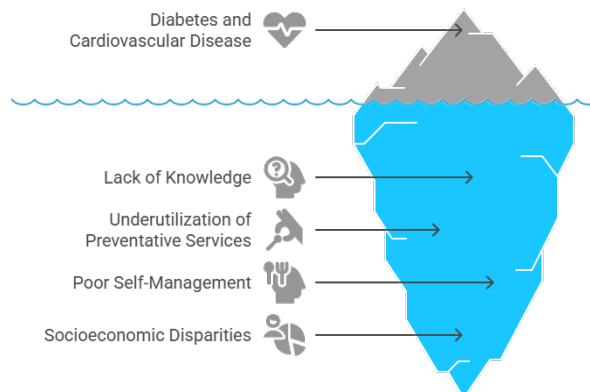 Diabetes and
Cardiovascular Disease
Lack of Knowledge
Underutilization of
Preventative Services
Poor Self-Management
Socioeconomic Disparities